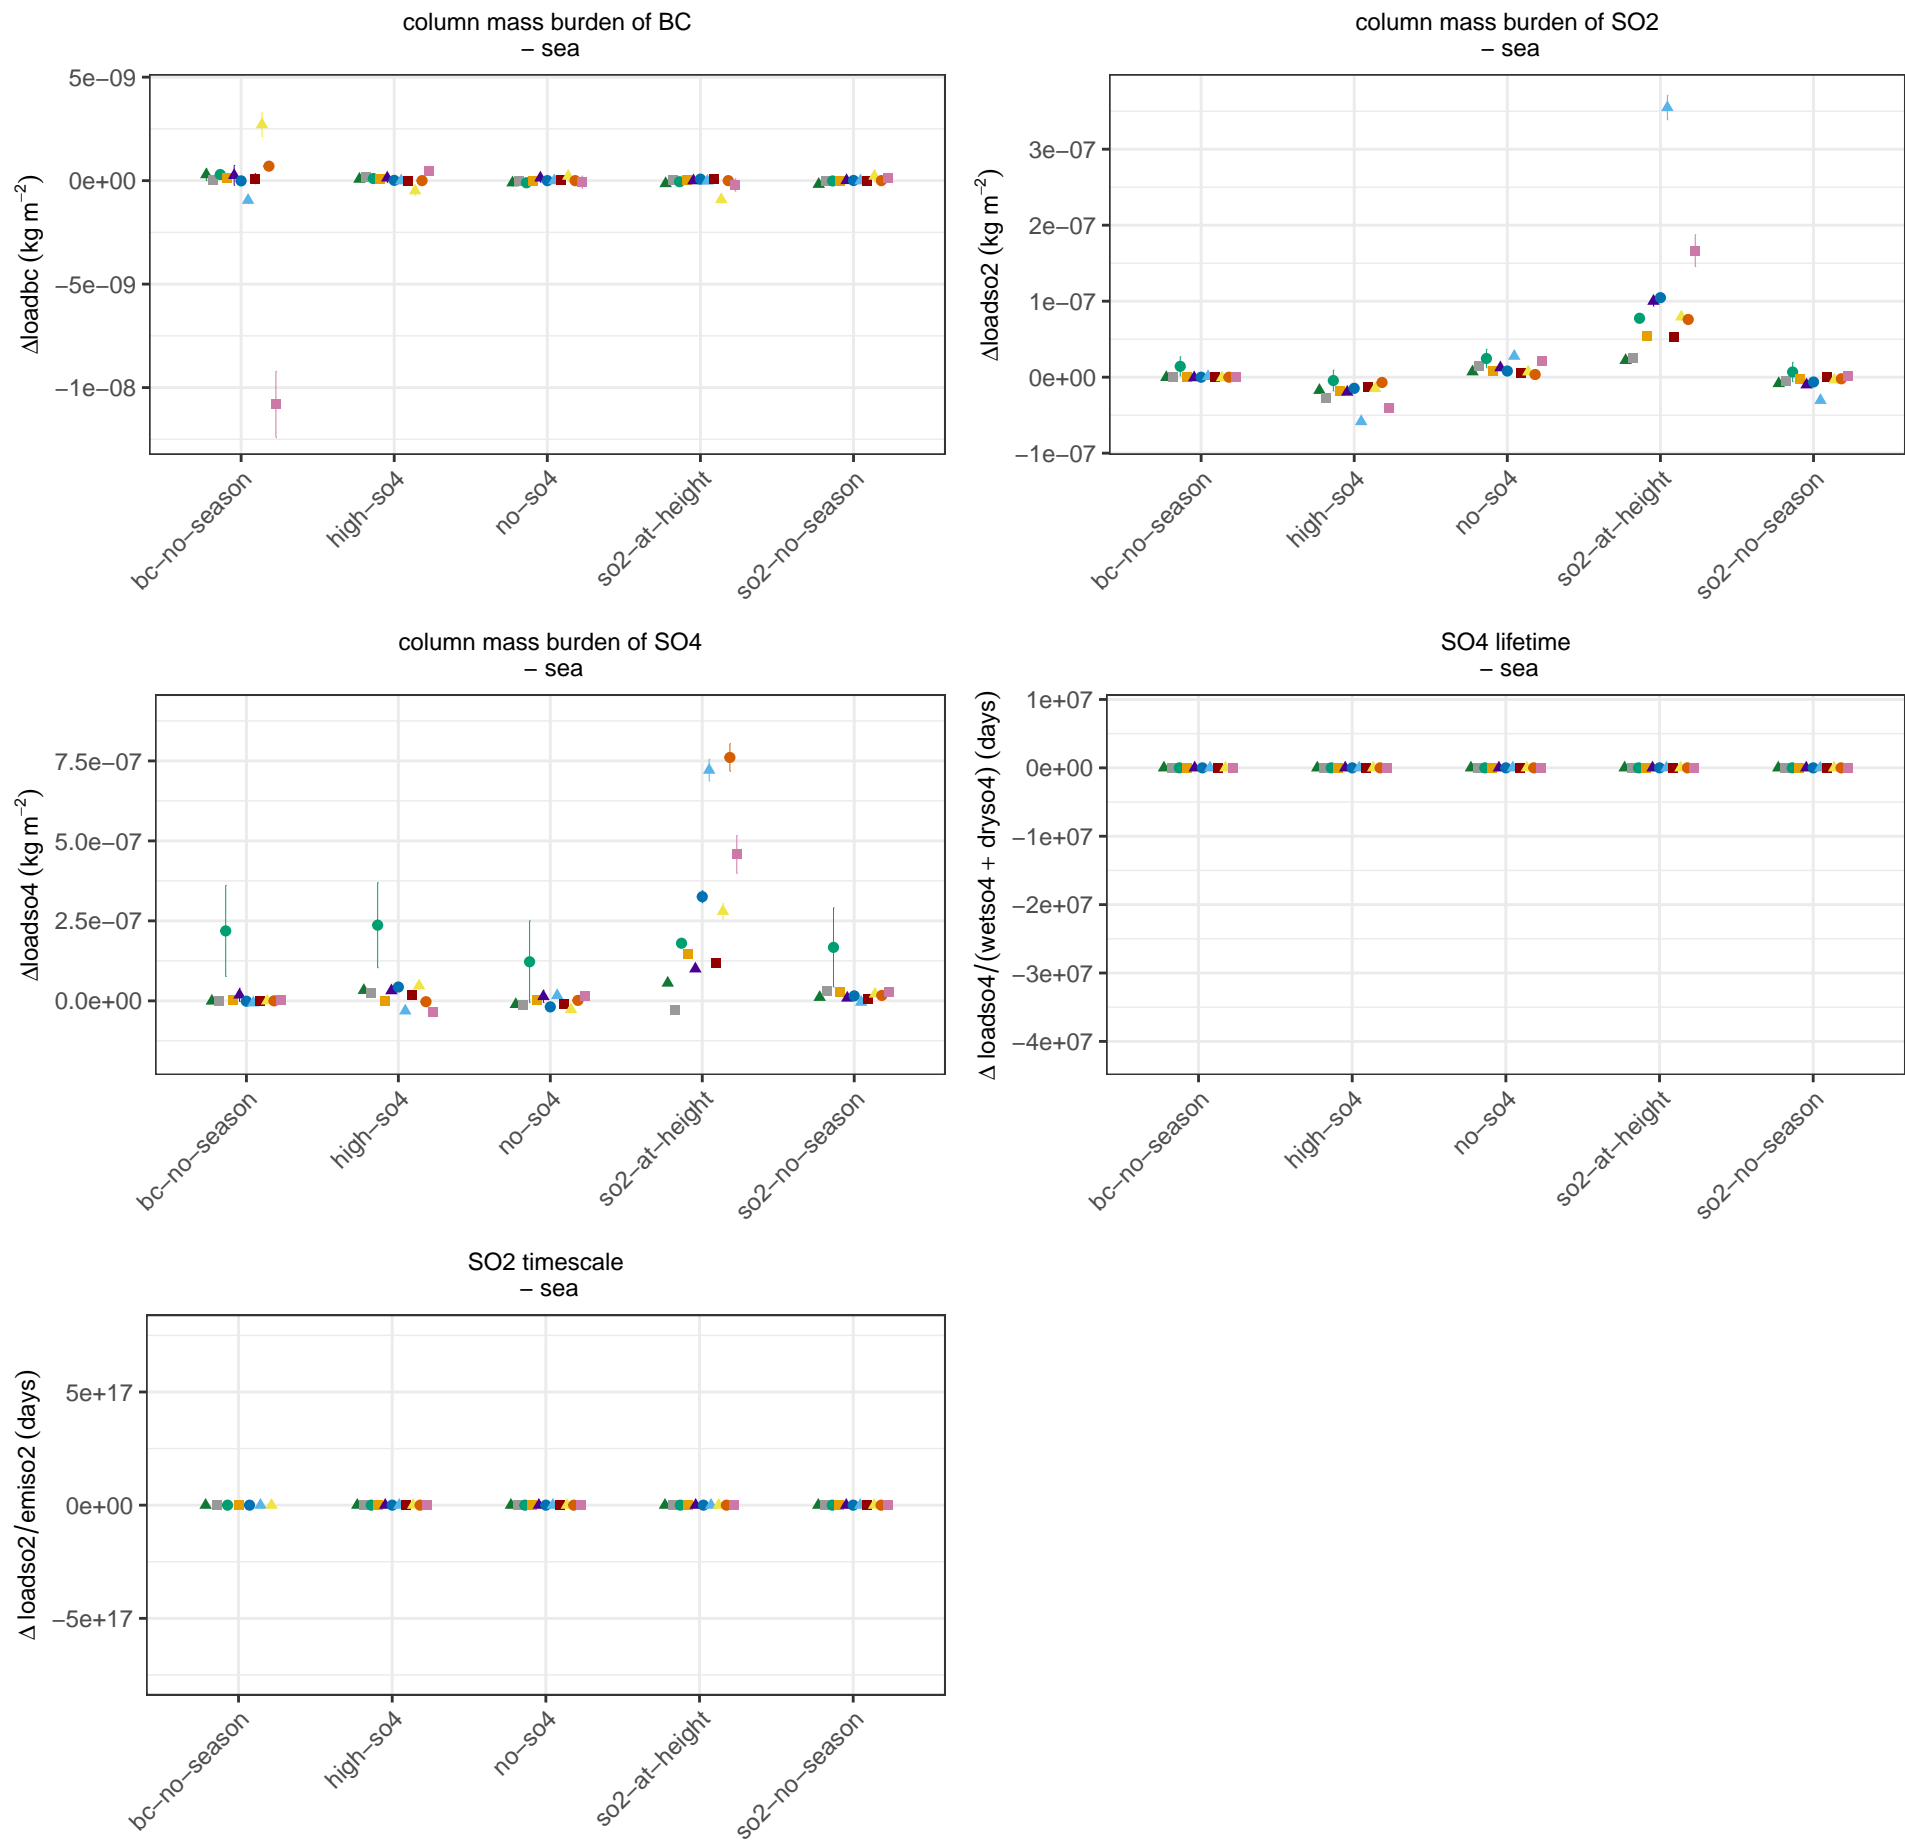 column mass burden of BC
– sea
Δloadbc (kg m⁻²)
5e−09
0e+00
−5e−09
−1e−08
bc−no−season
high−so4
no−so4
so2−at−height
so2−no−season
column mass burden of SO2
– sea
Δloadso2 (kg m⁻²)
3e−07
2e−07
1e−07
0e+00
−1e−07
bc−no−season
high−so4
no−so4
so2−at−height
so2−no−season
column mass burden of SO4
– sea
Δloadso4 (kg m⁻²)
7.5e−07
5.0e−07
2.5e−07
0.0e+00
bc−no−season
high−so4
no−so4
so2−at−height
so2−no−season
SO4 lifetime
– sea
Δ loadso4/(wetso4 + dryso4) (days)
1e+07
0e+00
−1e+07
−2e+07
−3e+07
−4e+07
bc−no−season
high−so4
no−so4
so2−at−height
so2−no−season
SO2 timescale
– sea
Δ loadso2/emiso2 (days)
5e+17
0e+00
−5e+17
bc−no−season
high−so4
no−so4
so2−at−height
so2−no−season